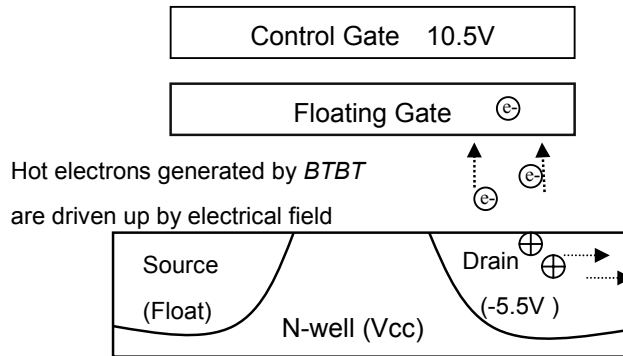 Control Gate 10.5V
Floating Gate e-
Hot electrons generated by BTBT
e-
e-
are driven up by electrical field
Source
(Float)
Drain
(-5.5V )
N-well (Vcc)